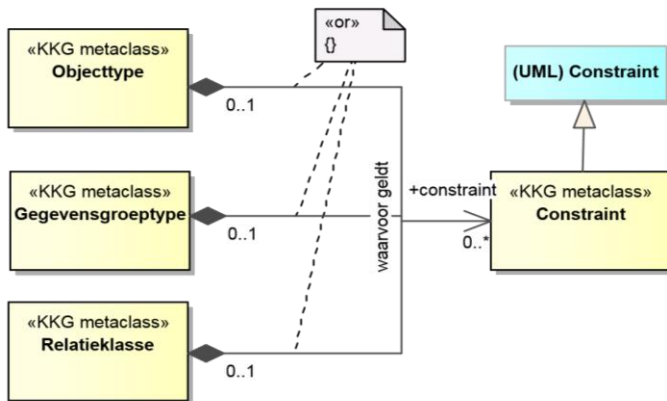 «or»
{}
«KKG metaclass»
Objecttype
0..1
(UML) Constraint
«KKG metaclass»
Gegevensgroeptype
0..1
waarvoor geldt
+constraint
0..*
«KKG metaclass»
Constraint
«KKG metaclass»
Relatieklasse
0..1